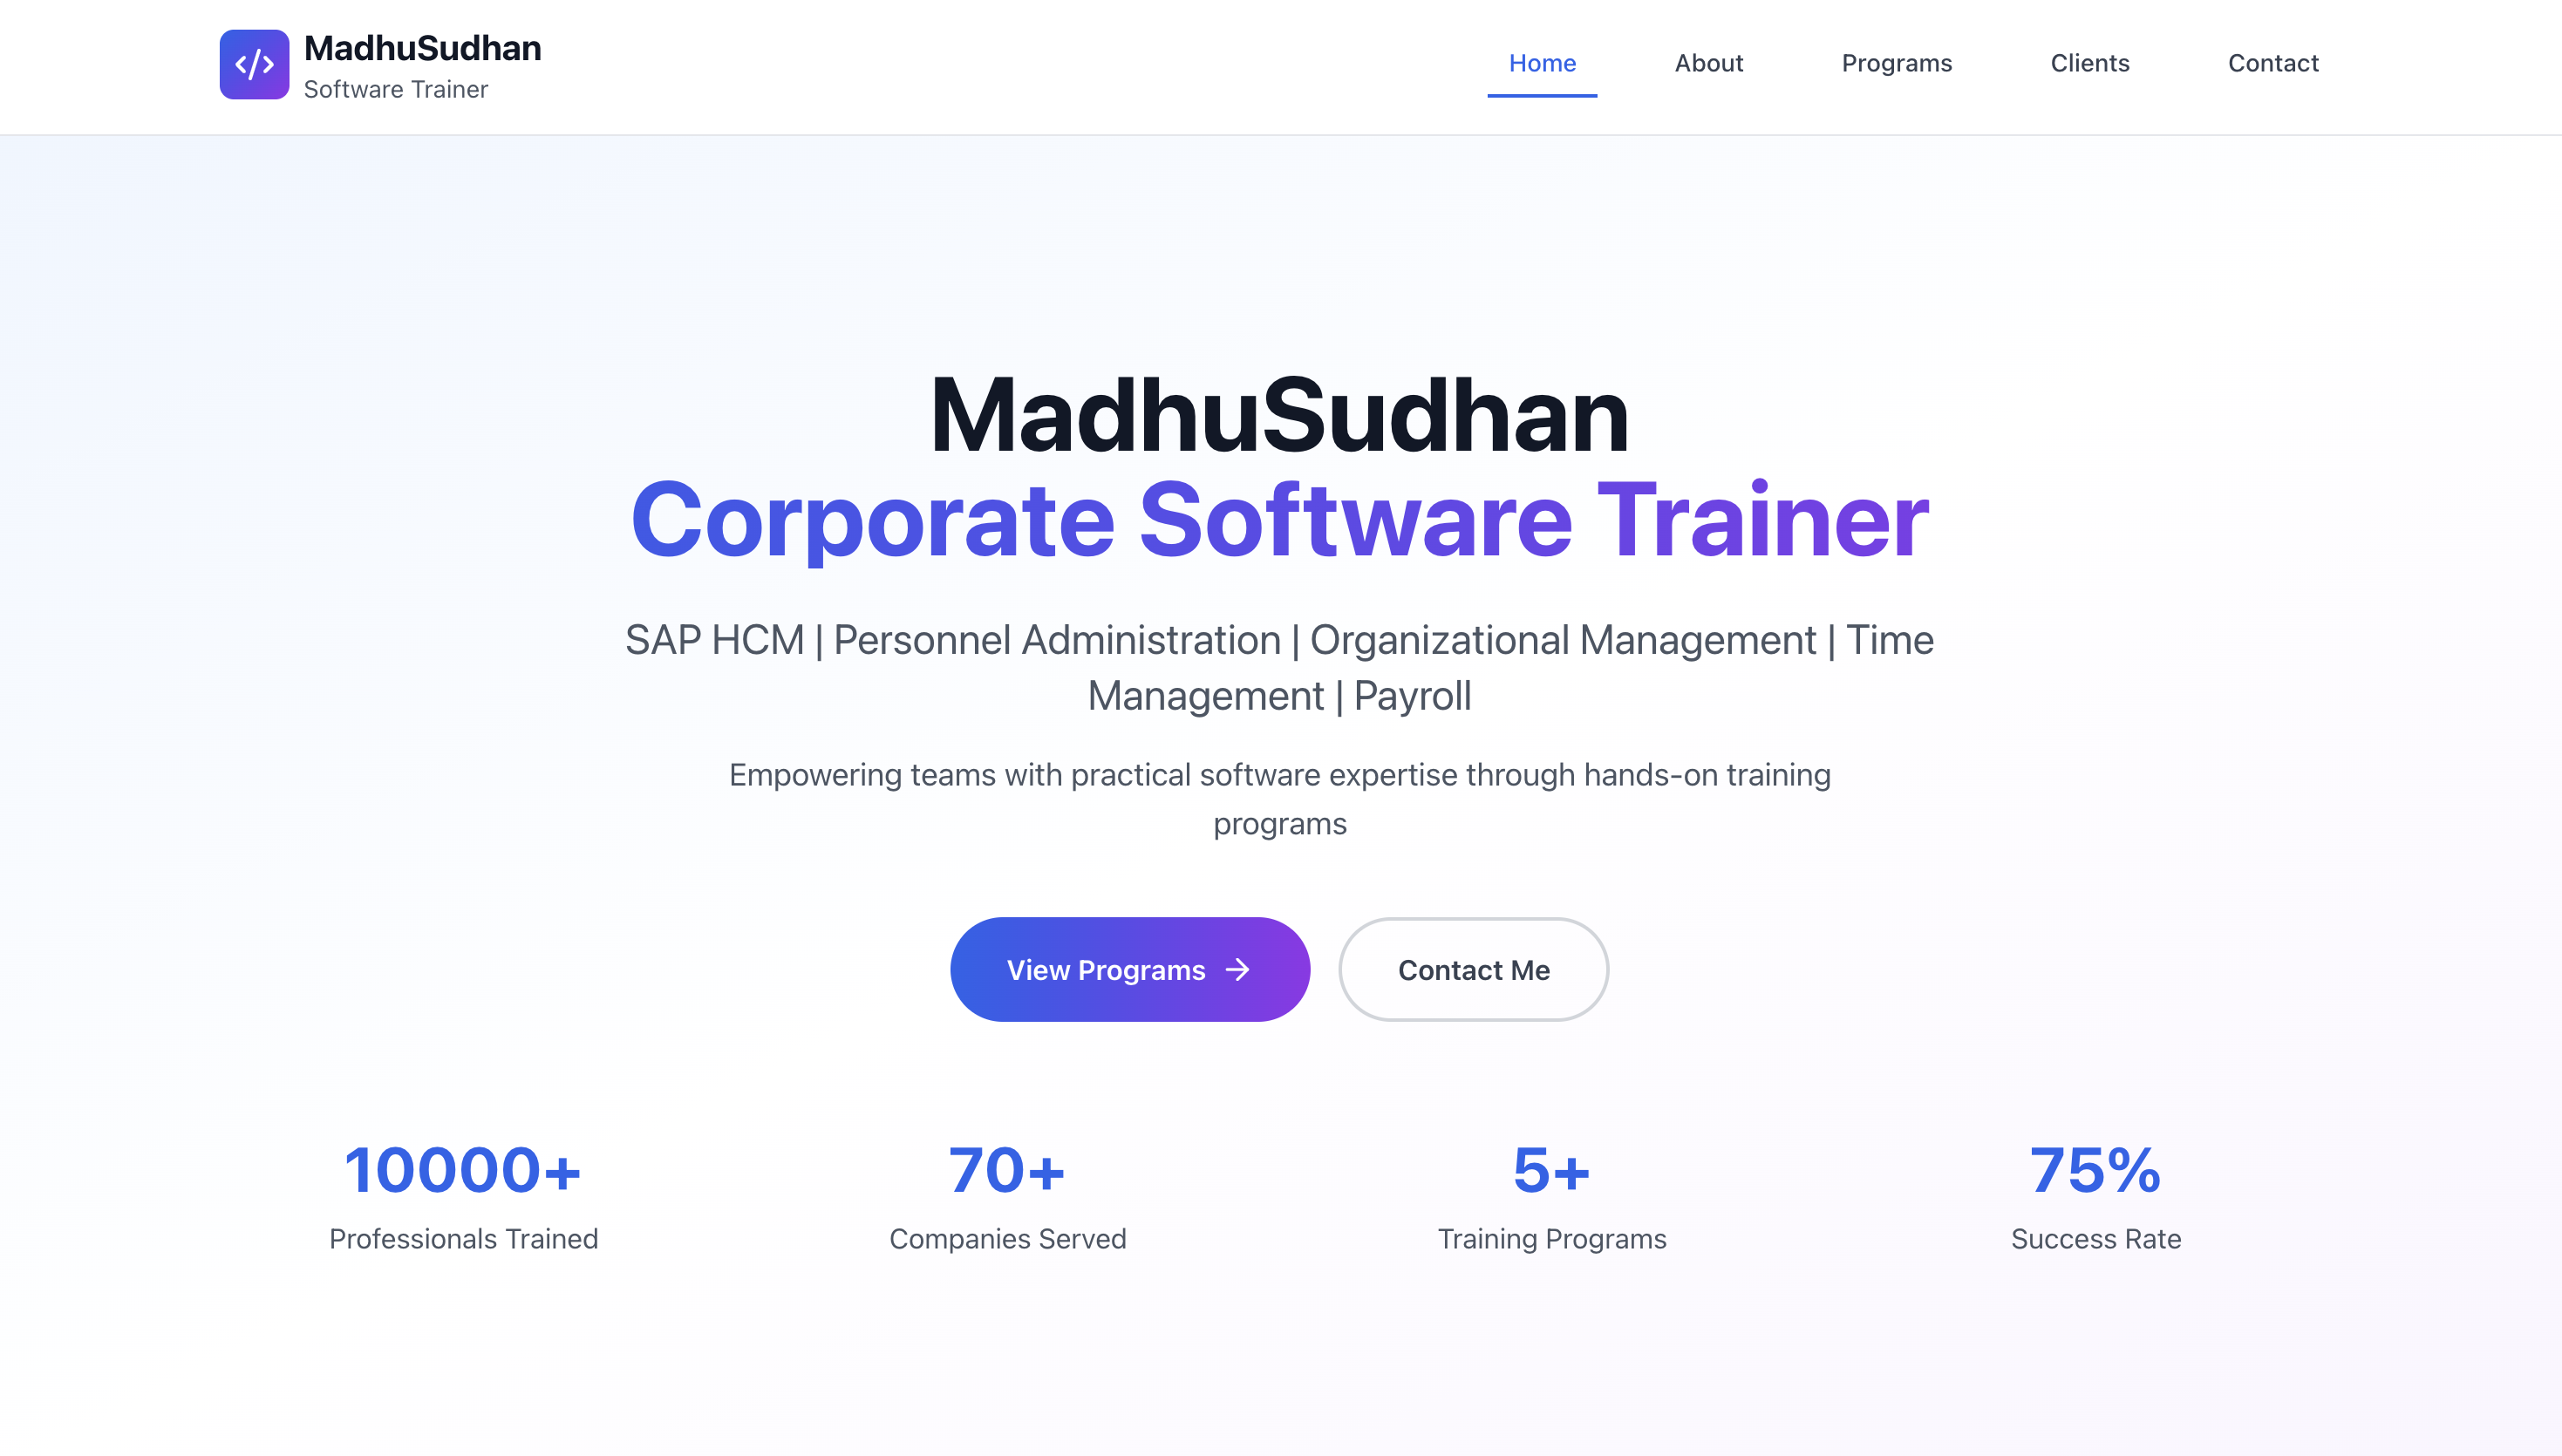 MadhuSudhan
Software Trainer
Home
About
Programs
Clients
Contact
MadhuSudhan
Corporate Software Trainer
SAP HCM | Personnel Administration | Organizational Management | Time
Management | Payroll
Empowering teams with practical software expertise through hands-on training
programs
View Programs →
Contact Me
10000+
Professionals Trained
70+
Companies Served
5+
Training Programs
75%
Success Rate